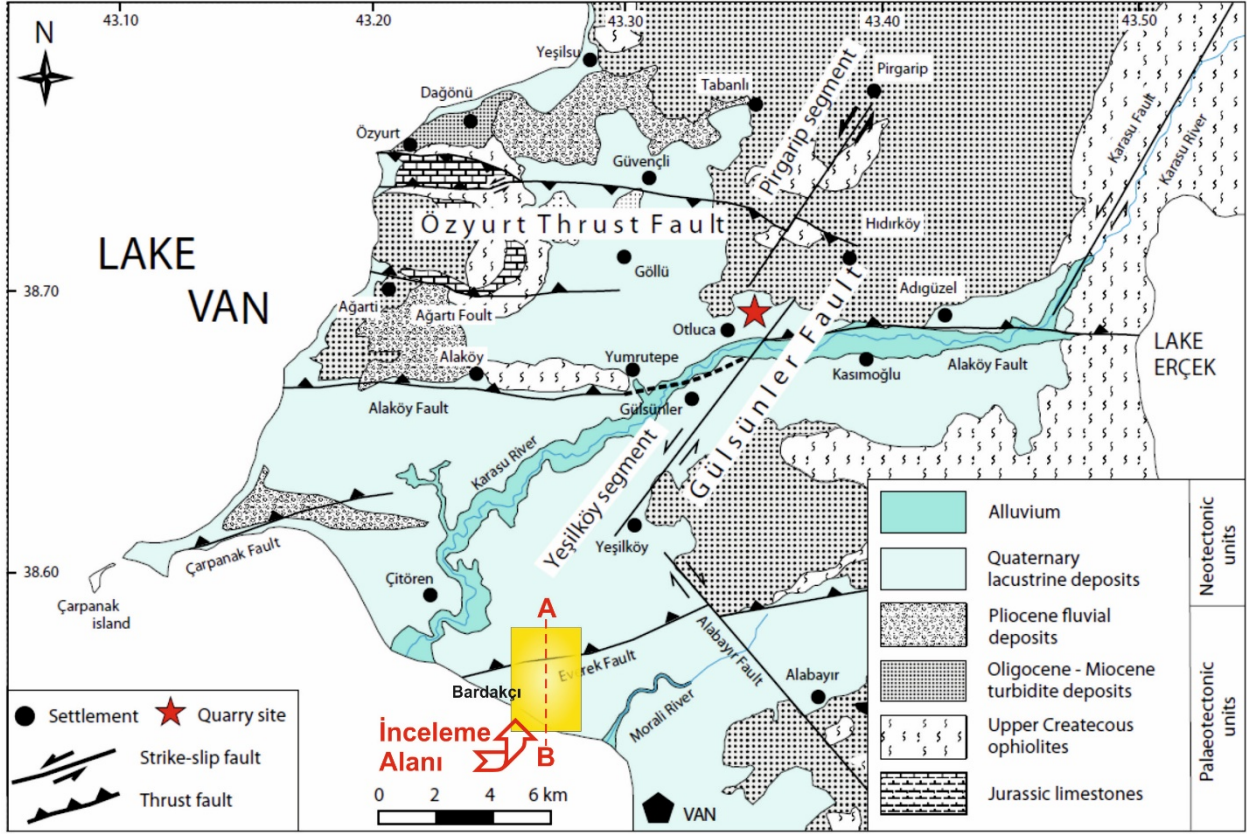 43.10
43.20
43.30
43.40
43.50
N
Yeşilsu
Dağönü
Tabanlı
Pirgarip
Özyurt
Güvençli
Pirgarip segment
Karasu Fault
Karasu River
Özyurt Thrust Fault
Hıdırköy
LAKE
VAN
Göllü
38.70
Ağarti
Ağarti Foult
Adıgüzel
Otluca
Alaköy
Yumrutepe
Kasımoğlu
Alaköy Fault
LAKE
ERÇEK
Alaköy Fault
Gülsünler
Gülsünler Fault
Karasu River
Yeşilköy segment
Yeşilköy
Çarpanak Fault
38.60
Çitören
Çarpanak
island
A
Everek Fault
Alabayır Fault
Bardakçı
Alabayır
Morali River
İnceleme
Alanı
B
VAN
0 2 4 6 km
Settlement
Quarry site
Strike-slip fault
Thrust fault
Alluvium
Quaternary
lacustrine deposits
Pliocene fluvial
deposits
Oligocene - Miocene
turbidite deposits
Upper Createcous
ophiolites
Jurassic limestones
Neotectonic
units
Palaeotectonic
units